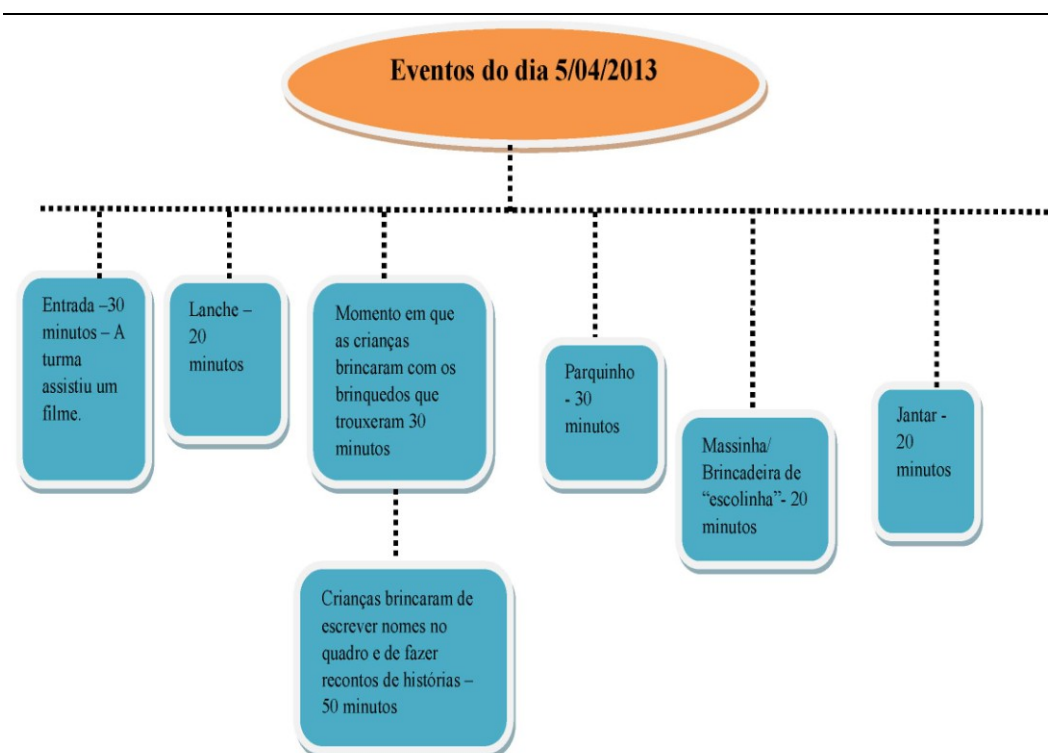 Eventos do dia 5/04/2013
Entrada –30
minutos – A
turma
assistiu um
filme.
Lanche –
20
minutos
Momento em que
as crianças
brincaram com os
brinquedos que
trouxeram 30
minutos
Crianças brincaram de
escrever nomes no
quadro e de fazer
recontos de histórias –
50 minutos
Parquinho
- 30
minutos
Massinha/
Brincadeira de
“escolinha”- 20
minutos
Jantar -
20
minutos